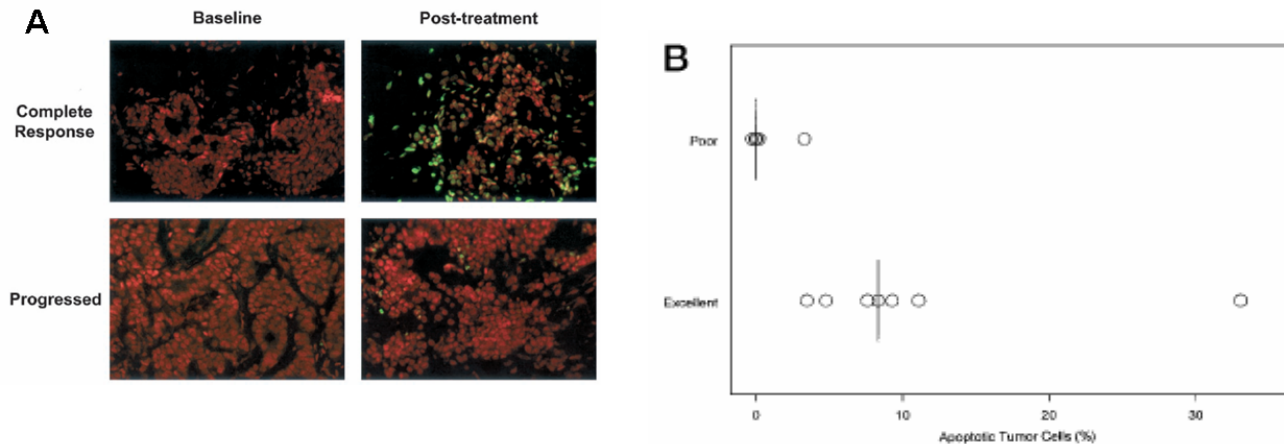 A
Baseline
Post-treatment
Complete
Response
Progressed
B
Poor
Excellent
0
10
20
30
Apoptotic Tumor Cells (%)